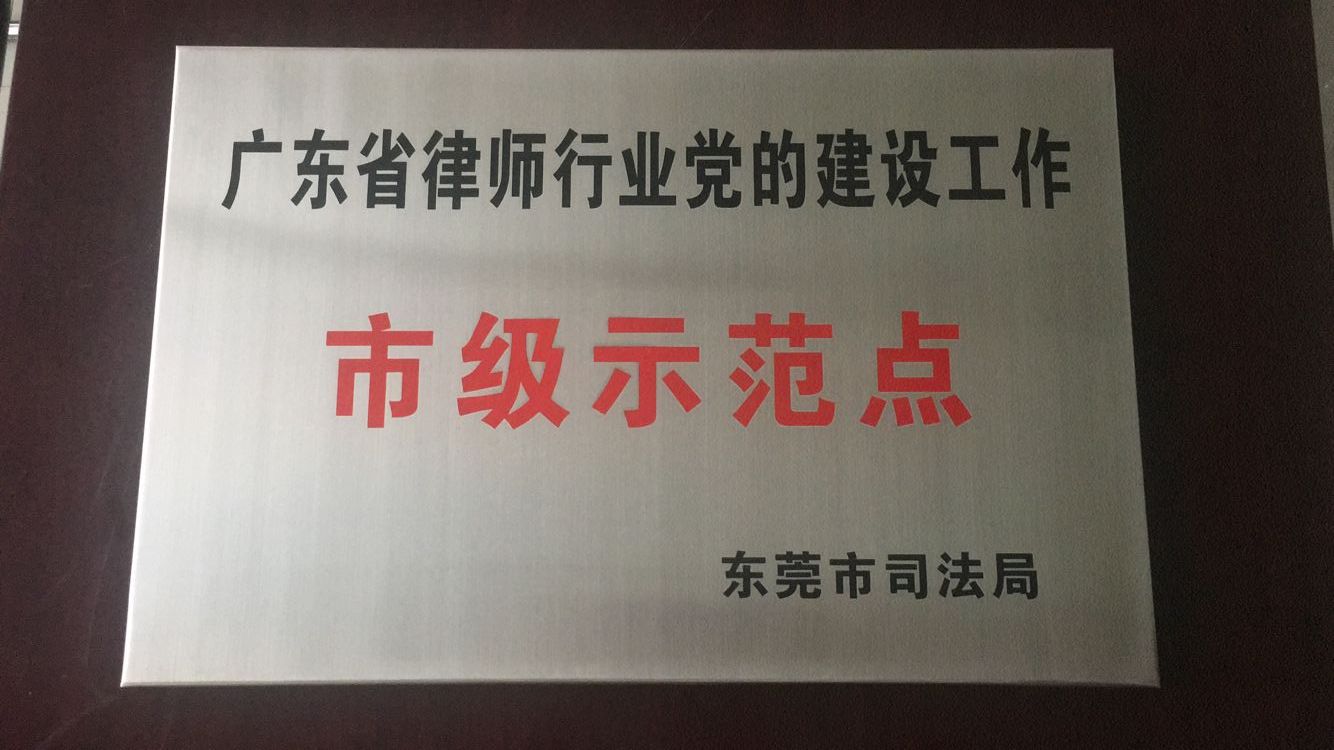 广东省律师行业党的建设工作
市级示范点
东莞市司法局